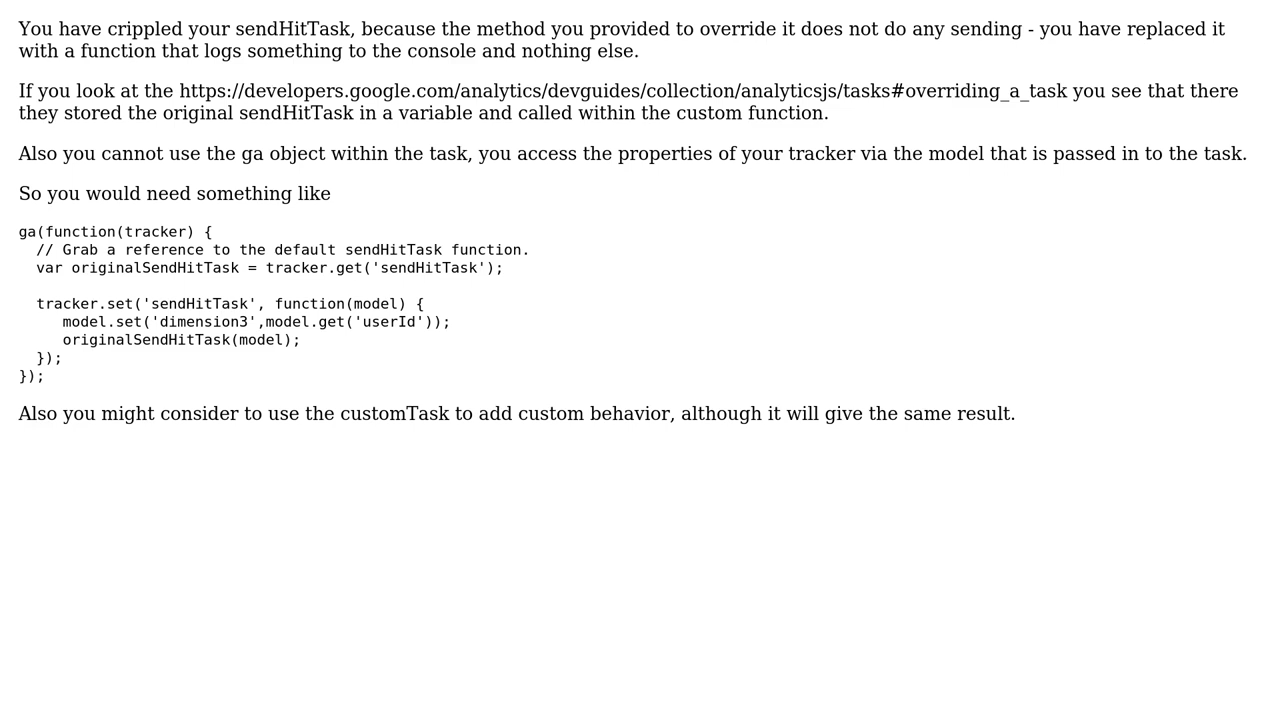 You have crippled your sendHitTask, because the method you provided to override it does not do any sending - you have replaced it
with a function that logs something to the console and nothing else.
If you look at the https://developers.google.com/analytics/devguides/collection/analyticsjs/tasks#overriding_a_task you see that there
they stored the original sendHitTask in a variable and called within the custom function.
Also you cannot use the ga object within the task, you access the properties of your tracker via the model that is passed in to the task.
So you would need something like
ga(function(tracker) {
  // Grab a reference to the default sendHitTask function.
  var originalSendHitTask = tracker.get('sendHitTask');

  tracker.set('sendHitTask', function(model) {
     model.set('dimension3',model.get('userId'));
     originalSendHitTask(model);
  });
});
Also you might consider to use the customTask to add custom behavior, although it will give the same result.